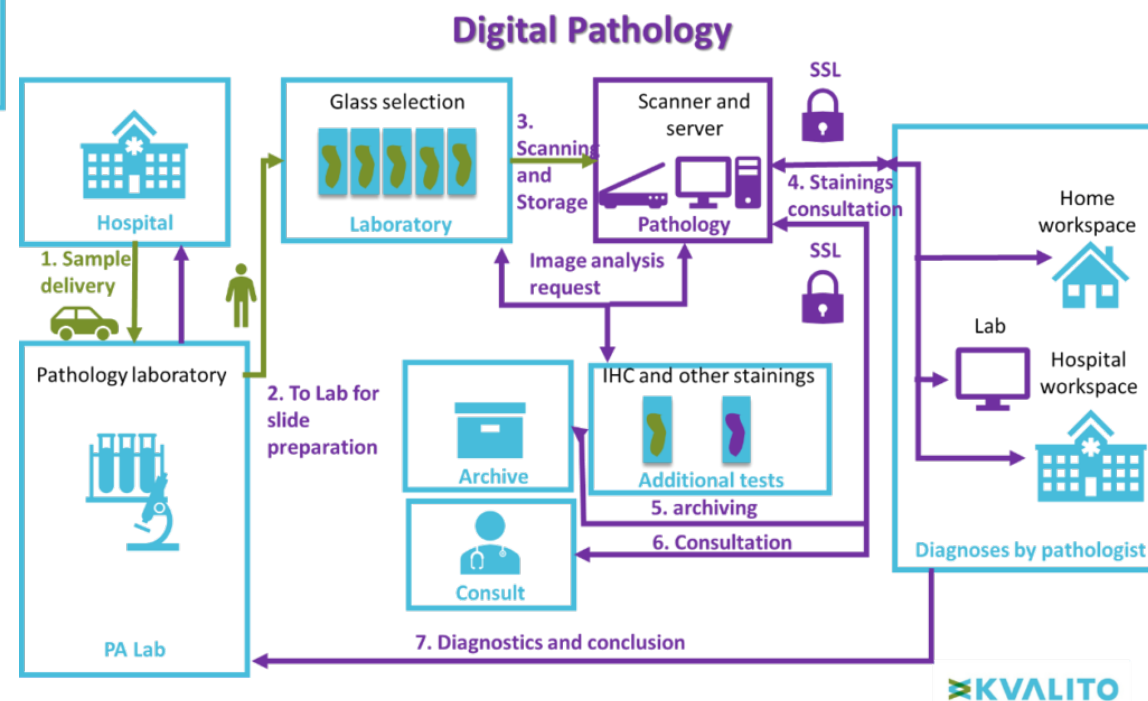 Digital Pathology
Hospital
1. Sample
delivery
Pathology laboratory
PA Lab
2. To Lab for
slide
preparation
Glass selection
Laboratory
3.
Scanning
and
Storage
Scanner and
server
Pathology
SSL
4. Stainings
consultation
SSL
Image analysis
request
IHC and other stainings
Additional tests
Archive
5. archiving
6. Consultation
Consult
Home
workspace
Lab
Hospital
workspace
Diagnoses by pathologist
7. Diagnostics and conclusion
KVALITO